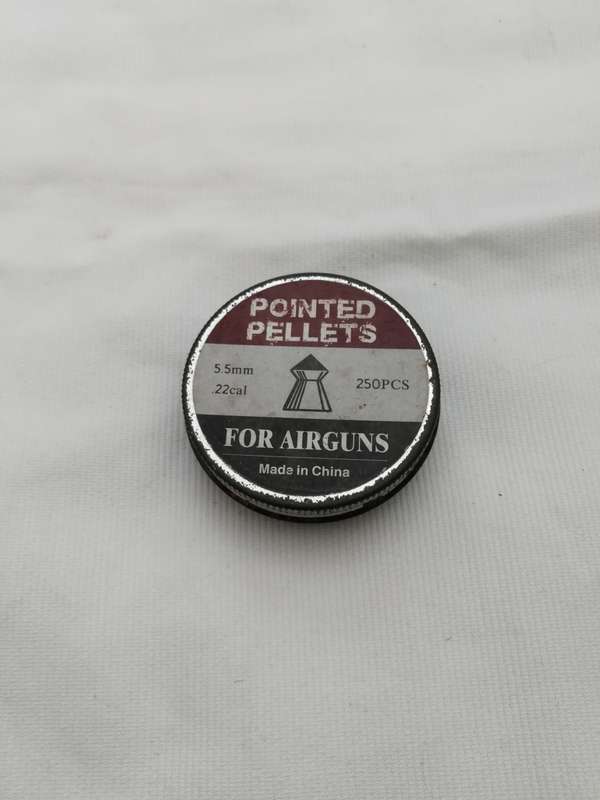 POINTED
PELLETS
5.5mm
.22cal
250PCS
FOR AIRGUNS
Made in China